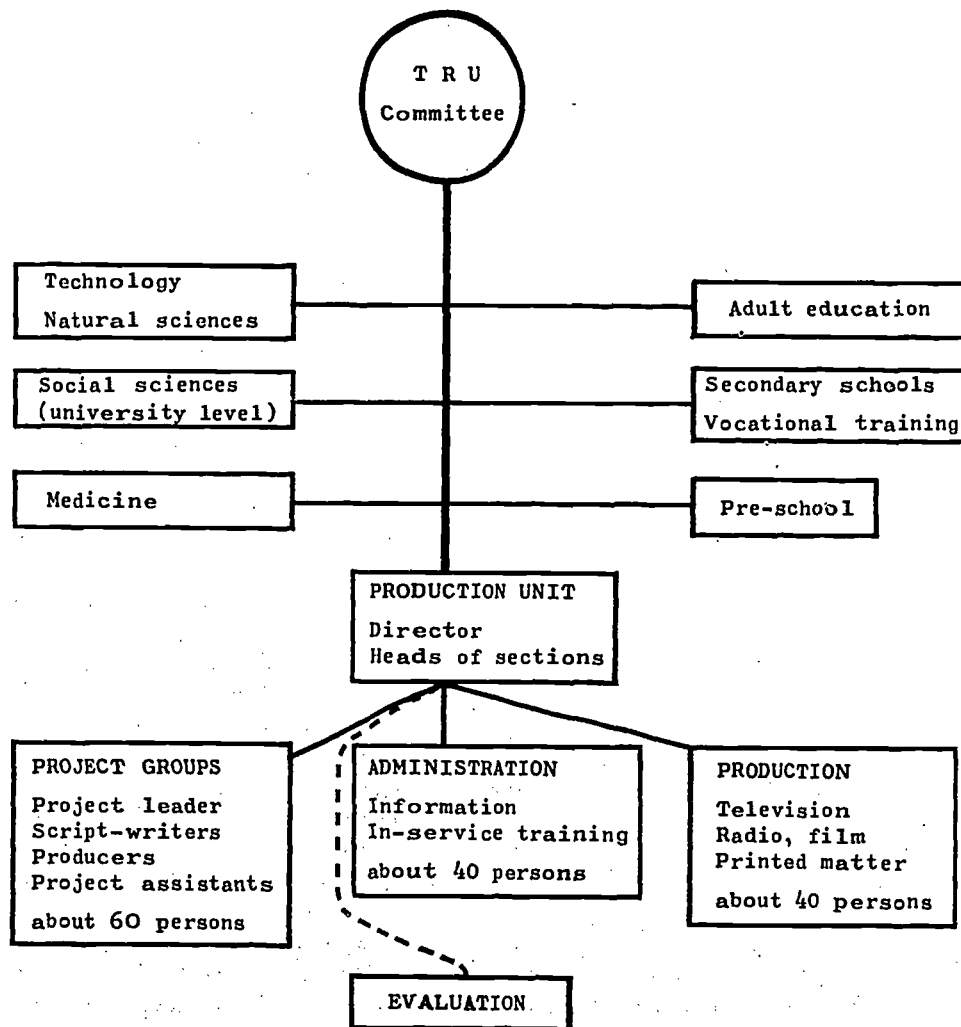 T R U
Committee
Technology
Natural sciences
Adult education
Social sciences
(university level)
Secondary schools
Vocational training
Medicine
Pre-school
PRODUCTION UNIT
Director
Heads of sections
PROJECT GROUPS
Project leader
Script-writers
Producers
Project assistants
about 60 persons
ADMINISTRATION
Information
In-service training
about 40 persons
PRODUCTION
Television
Radio, film
Printed matter
about 40 persons
EVALUATION